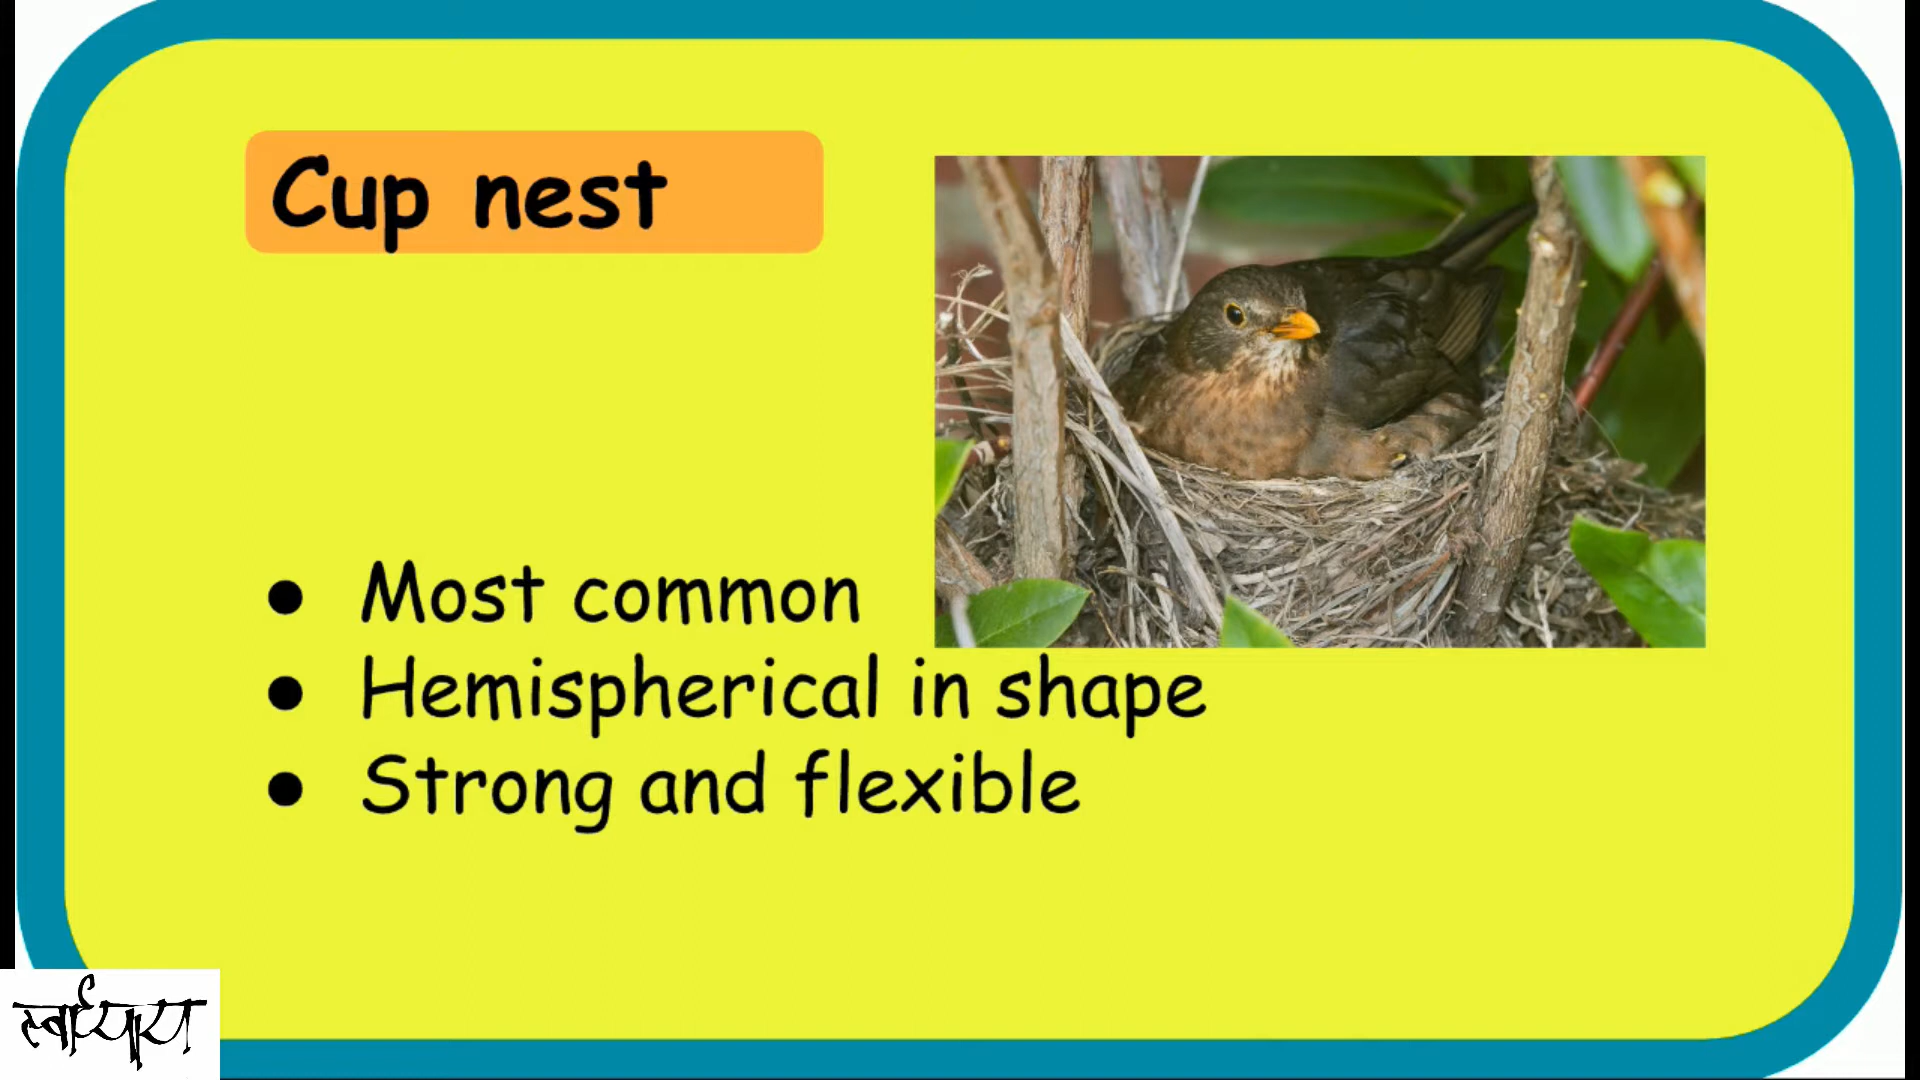 Cup nest
● Most common
● Hemispherical in shape
● Strong and flexible
स्वाध्याय